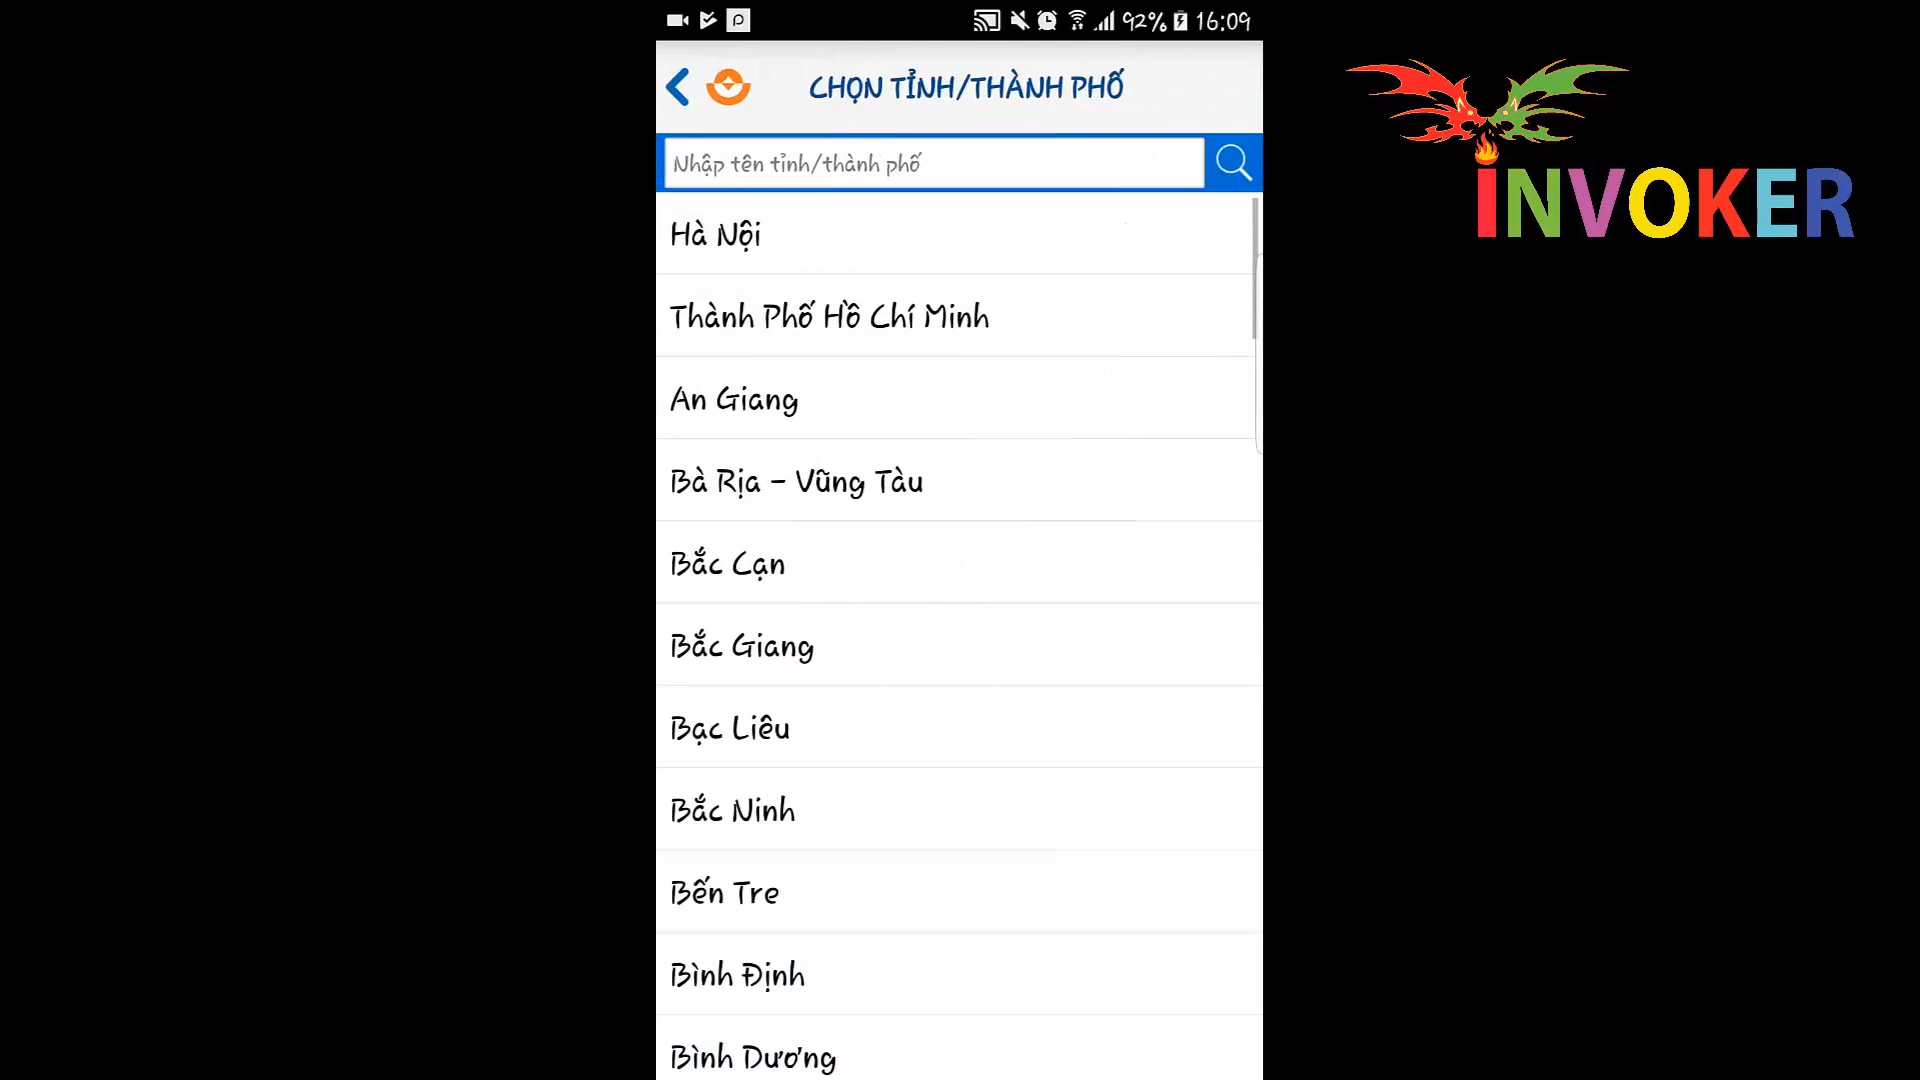 92% 16:09
CHỌN TỈNH/THÀNH PHỐ
Nhập tên tỉnh/thành phố
Hà Nội
Thành Phố Hồ Chí Minh
An Giang
Bà Rịa - Vũng Tàu
Bắc Cạn
Bắc Giang
Bạc Liêu
Bắc Ninh
Bến Tre
Bình Định
Bình Dương
INVOKER